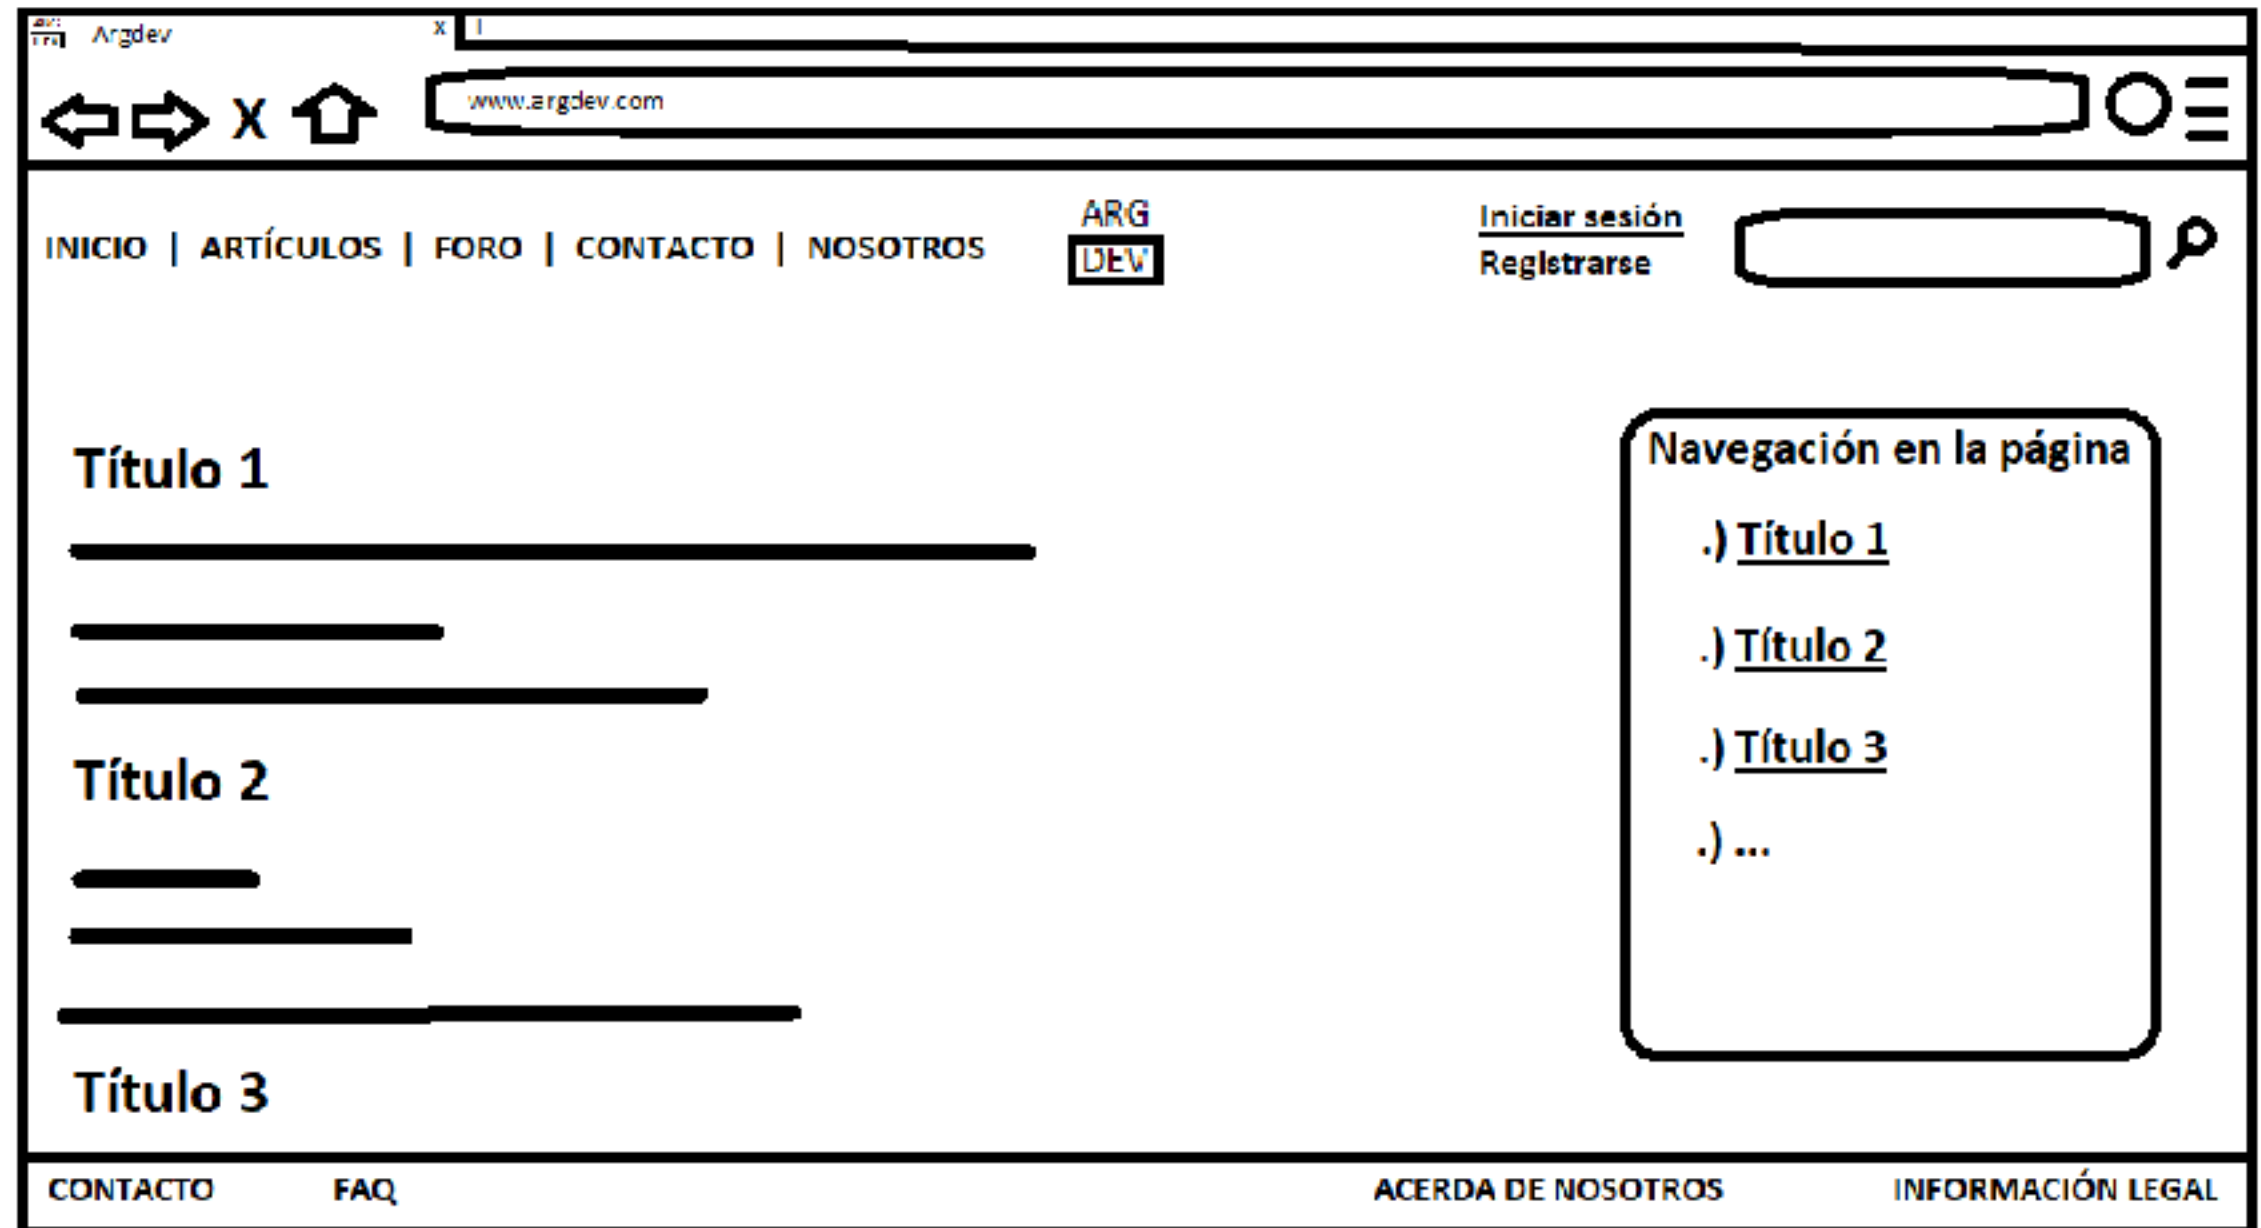 Argdev x
X www.argdev.com
INICIO | ARTÍCULOS | FORO | CONTACTO | NOSOTROS
ARG
DEV
Iniciar sesión
Registrarse
Título 1
Título 2
Título 3
Navegación en la página
.) Título 1
.) Título 2
.) Título 3
.) ...
CONTACTO FAQ ACERDA DE NOSOTROS INFORMACIÓN LEGAL